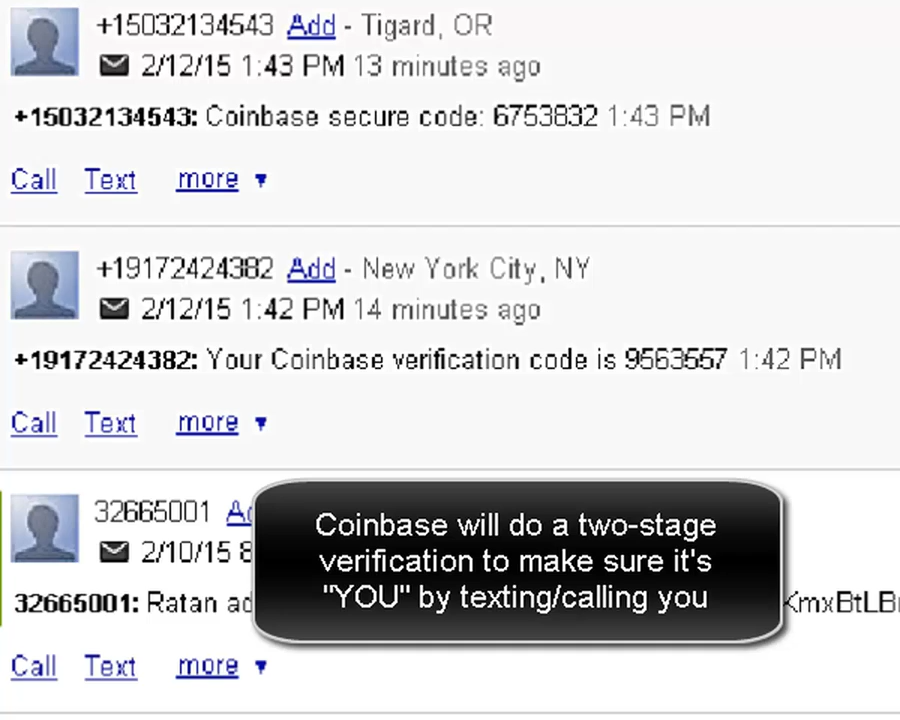 +15032134543 Add - Tigard, OR
2/12/15 1:43 PM 13 minutes ago
+15032134543: Coinbase secure code: 6753832 1:43 PM
Call Text more
+19172424382 Add - New York City, NY
2/12/15 1:42 PM 14 minutes ago
+19172424382: Your Coinbase verification code is 9563557 1:42 PM
Call Text more
32665001
2/10/15 8
32665001: Ratan
Coinbase will do a two-stage
verification to make sure it's
"YOU" by texting/calling you
Call Text more